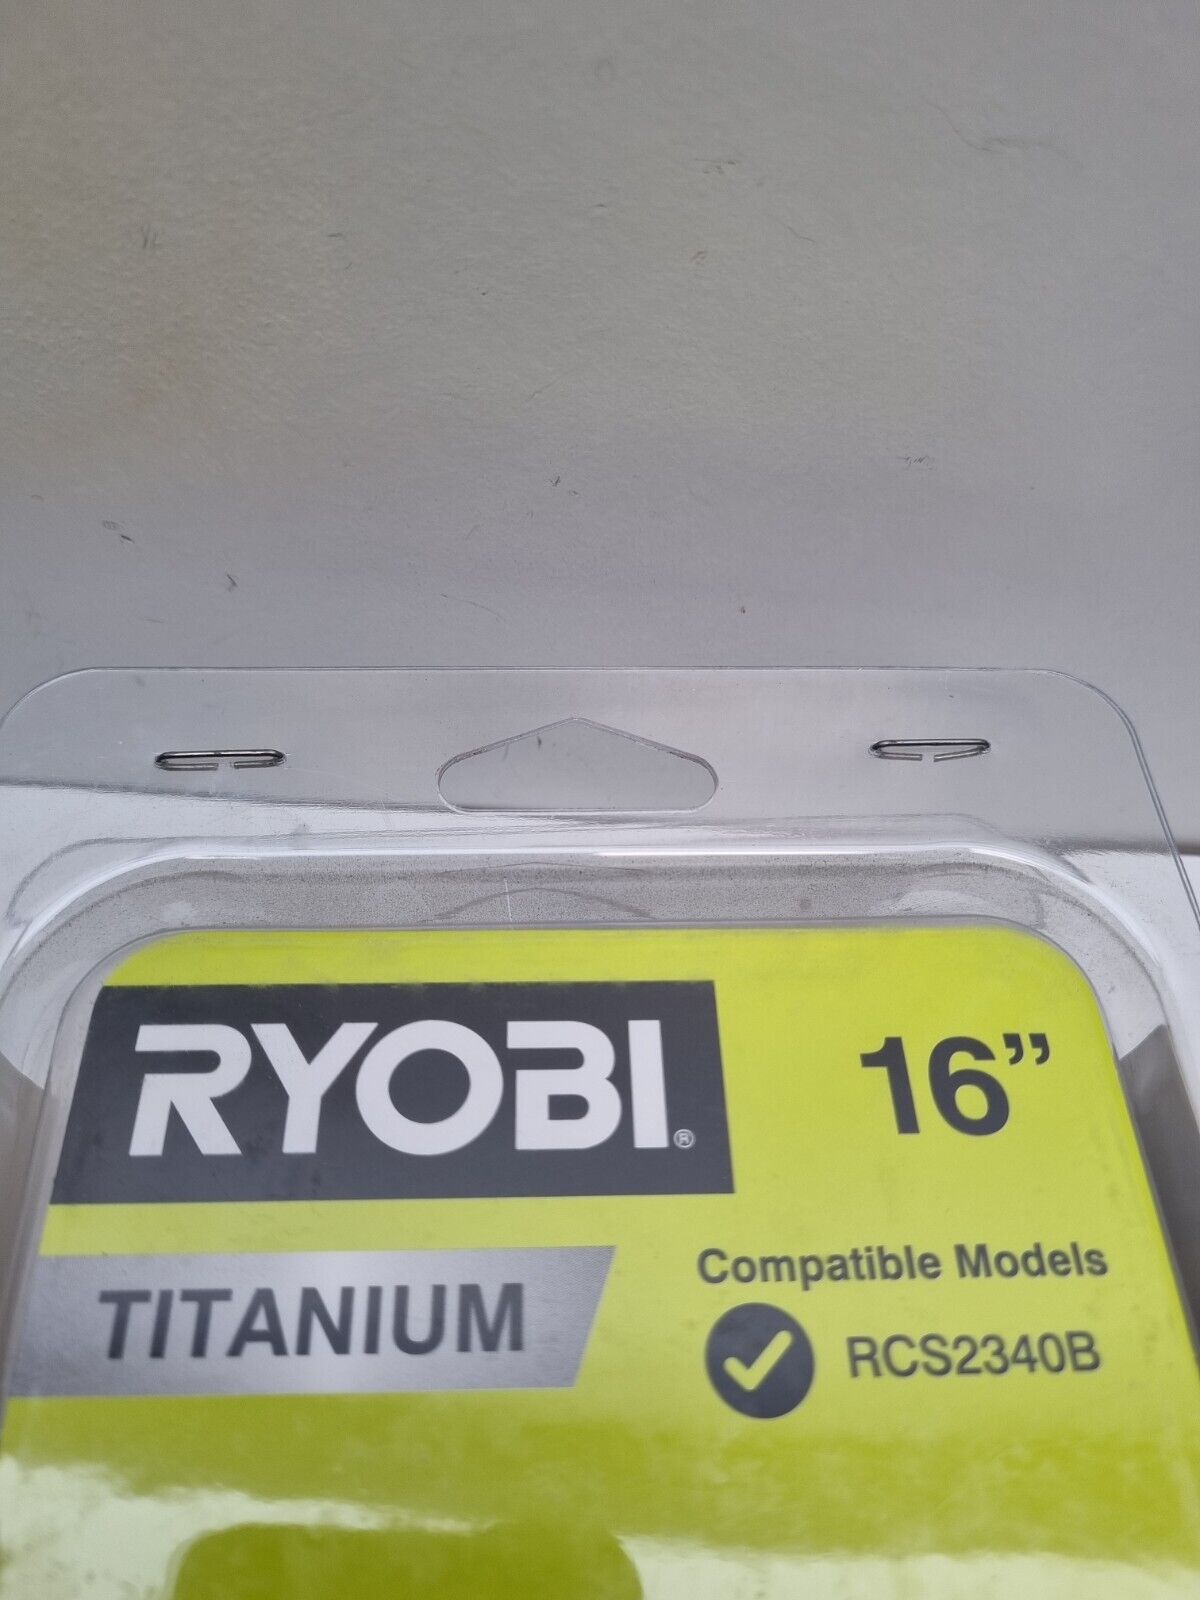 RYOBI®
16”
TITANIUM
Compatible Models
RCS2340B